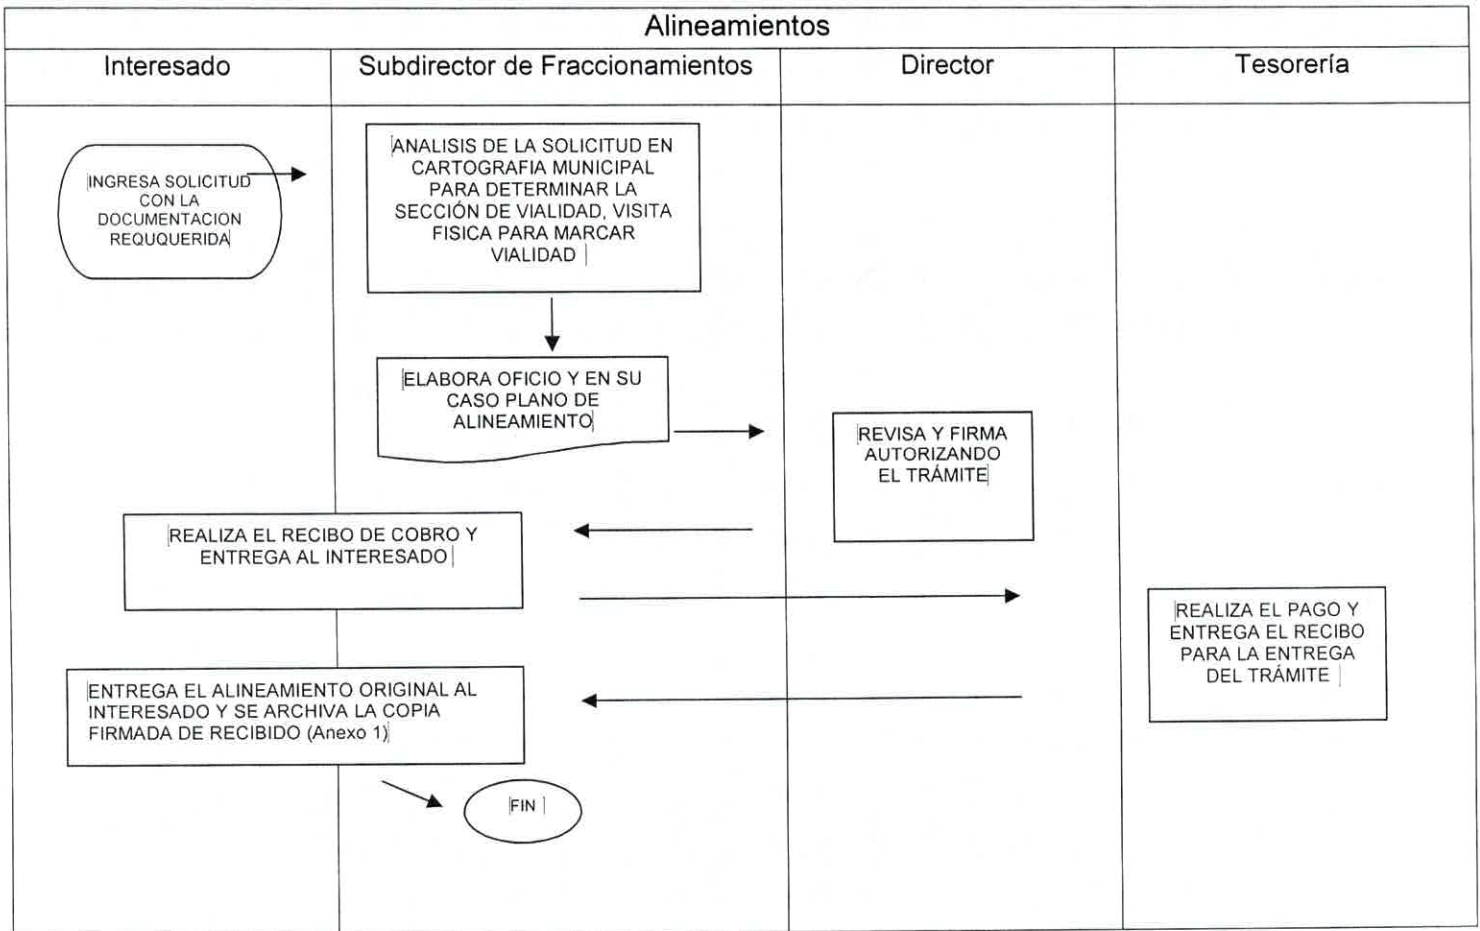 Alineamientos
Interesado
Subdirector de Fraccionamientos
Director
Tesorería
INGRESA SOLICITUD
CON LA
DOCUMENTACION
REQUQUERIDA
ANALISIS DE LA SOLICITUD EN
CARTOGRAFIA MUNICIPAL
PARA DETERMINAR LA
SECCIÓN DE VIALIDAD, VISITA
FISICA PARA MARCAR
VIALIDAD
ELABORA OFICIO Y EN SU
CASO PLANO DE
ALINEAMIENTO
REVISA Y FIRMA
AUTORIZANDO
EL TRÁMITE
REALIZA EL RECIBO DE COBRO Y
ENTREGA AL INTERESADO
REALIZA EL PAGO Y
ENTREGA EL RECIBO
PARA LA ENTREGA
DEL TRÁMITE
ENTREGA EL ALINEAMIENTO ORIGINAL AL
INTERESADO Y SE ARCHIVA LA COPIA
FIRMADA DE RECIBIDO (Anexo 1)
FIN